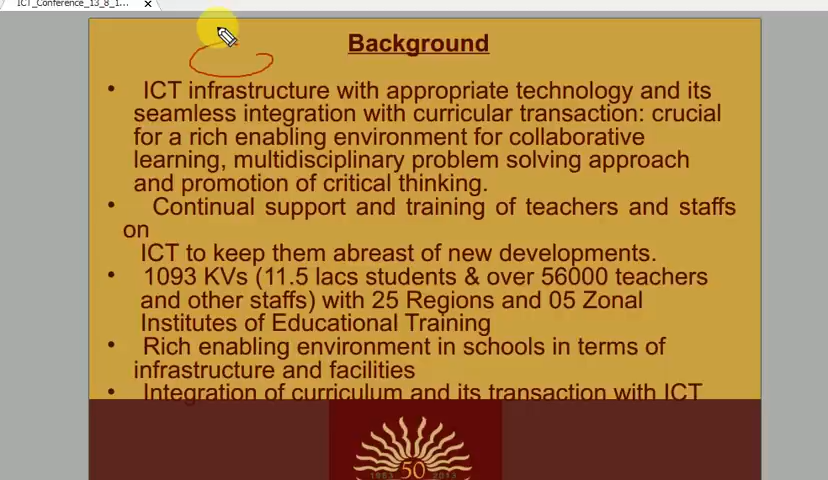 ICT_Conference_13_8_1...
Background
• ICT infrastructure with appropriate technology and its
seamless integration with curricular transaction: crucial
for a rich enabling environment for collaborative
learning, multidisciplinary problem solving approach
and promotion of critical thinking.
• Continual support and training of teachers and staffs
on
ICT to keep them abreast of new developments.
• 1093 KVs (11.5 lacs students & over 56000 teachers
and other staffs) with 25 Regions and 05 Zonal
Institutes of Educational Training
• Rich enabling environment in schools in terms of
infrastructure and facilities
• Integration of curriculum and its transaction with ICT
50
1963 2013